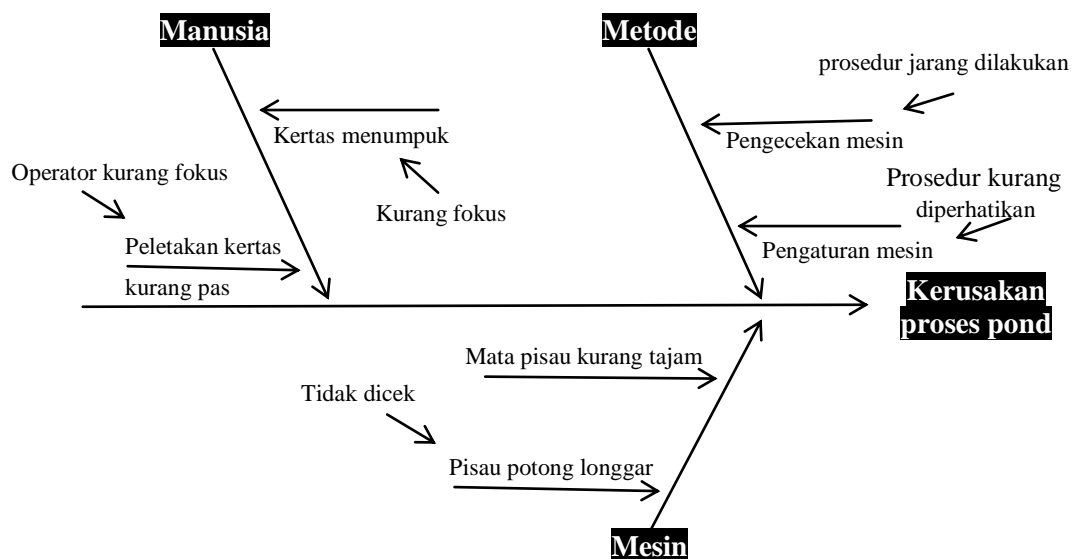 Manusia
Metode
prosedur jarang dilakukan
Kertas menumpuk
Pengecekan mesin
Operator kurang fokus
Prosedur kurang
diperhatikan
Kurang fokus
Peletakan kertas
kurang pas
Pengaturan mesin
Kerusakan
proses pond
Mata pisau kurang tajam
Tidak dicek
Pisau potong longgar
Mesin